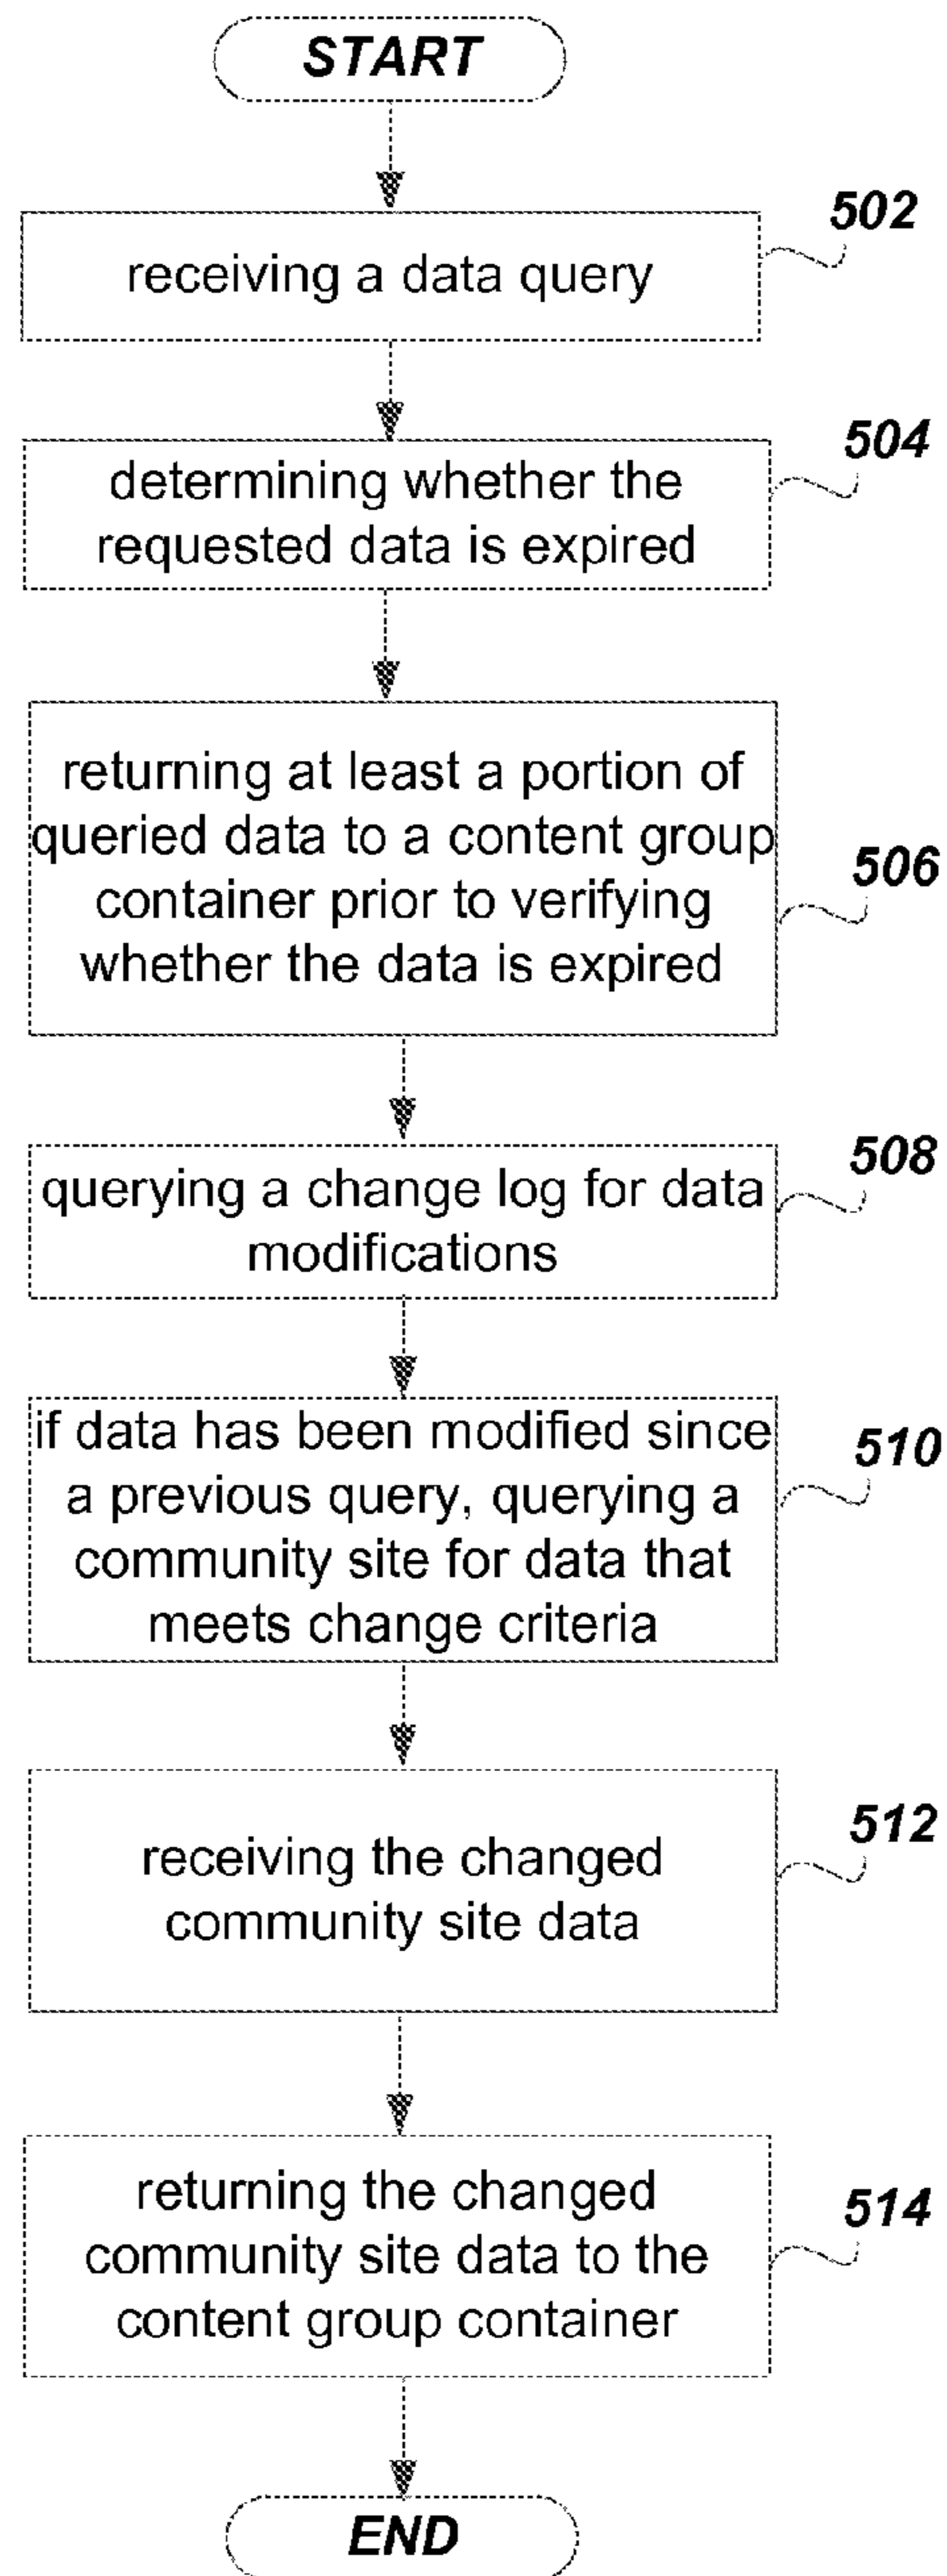 START
502
receiving a data query
504
determining whether the
requested data is expired
returning at least a portion of
queried data to a content group
506
container prior to verifying
whether the data is expired
508
querying a change log for data
modifications
if data has been modified since
510
a previous query, querying a
community site for data that
meets change criteria
512
receiving the changed
community site data
returning the changed
514
community site data to the
content group container
END